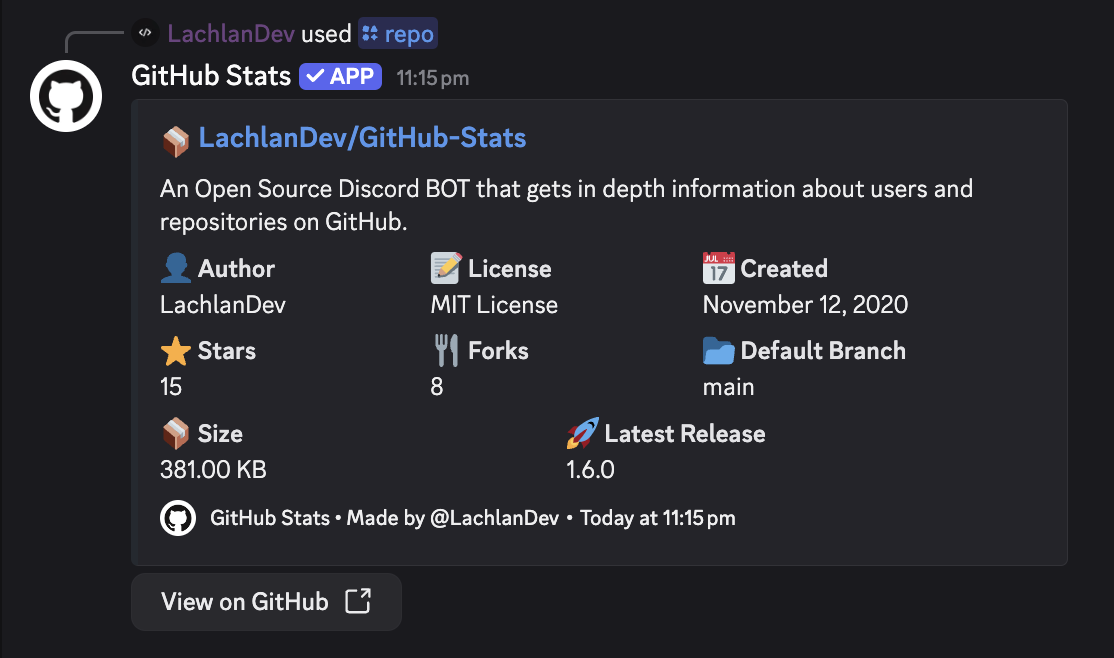 LachlanDev used repo
GitHub Stats APP 11:15 pm
LachlanDev/GitHub-Stats
An Open Source Discord BOT that gets in depth information about users and
repositories on GitHub.
Author License Created
LachlanDev MIT License November 12, 2020
Stars Forks Default Branch
15 8 main
Size Latest Release
381.00 KB 1.6.0
GitHub Stats • Made by @LachlanDev • Today at 11:15 pm
View on GitHub